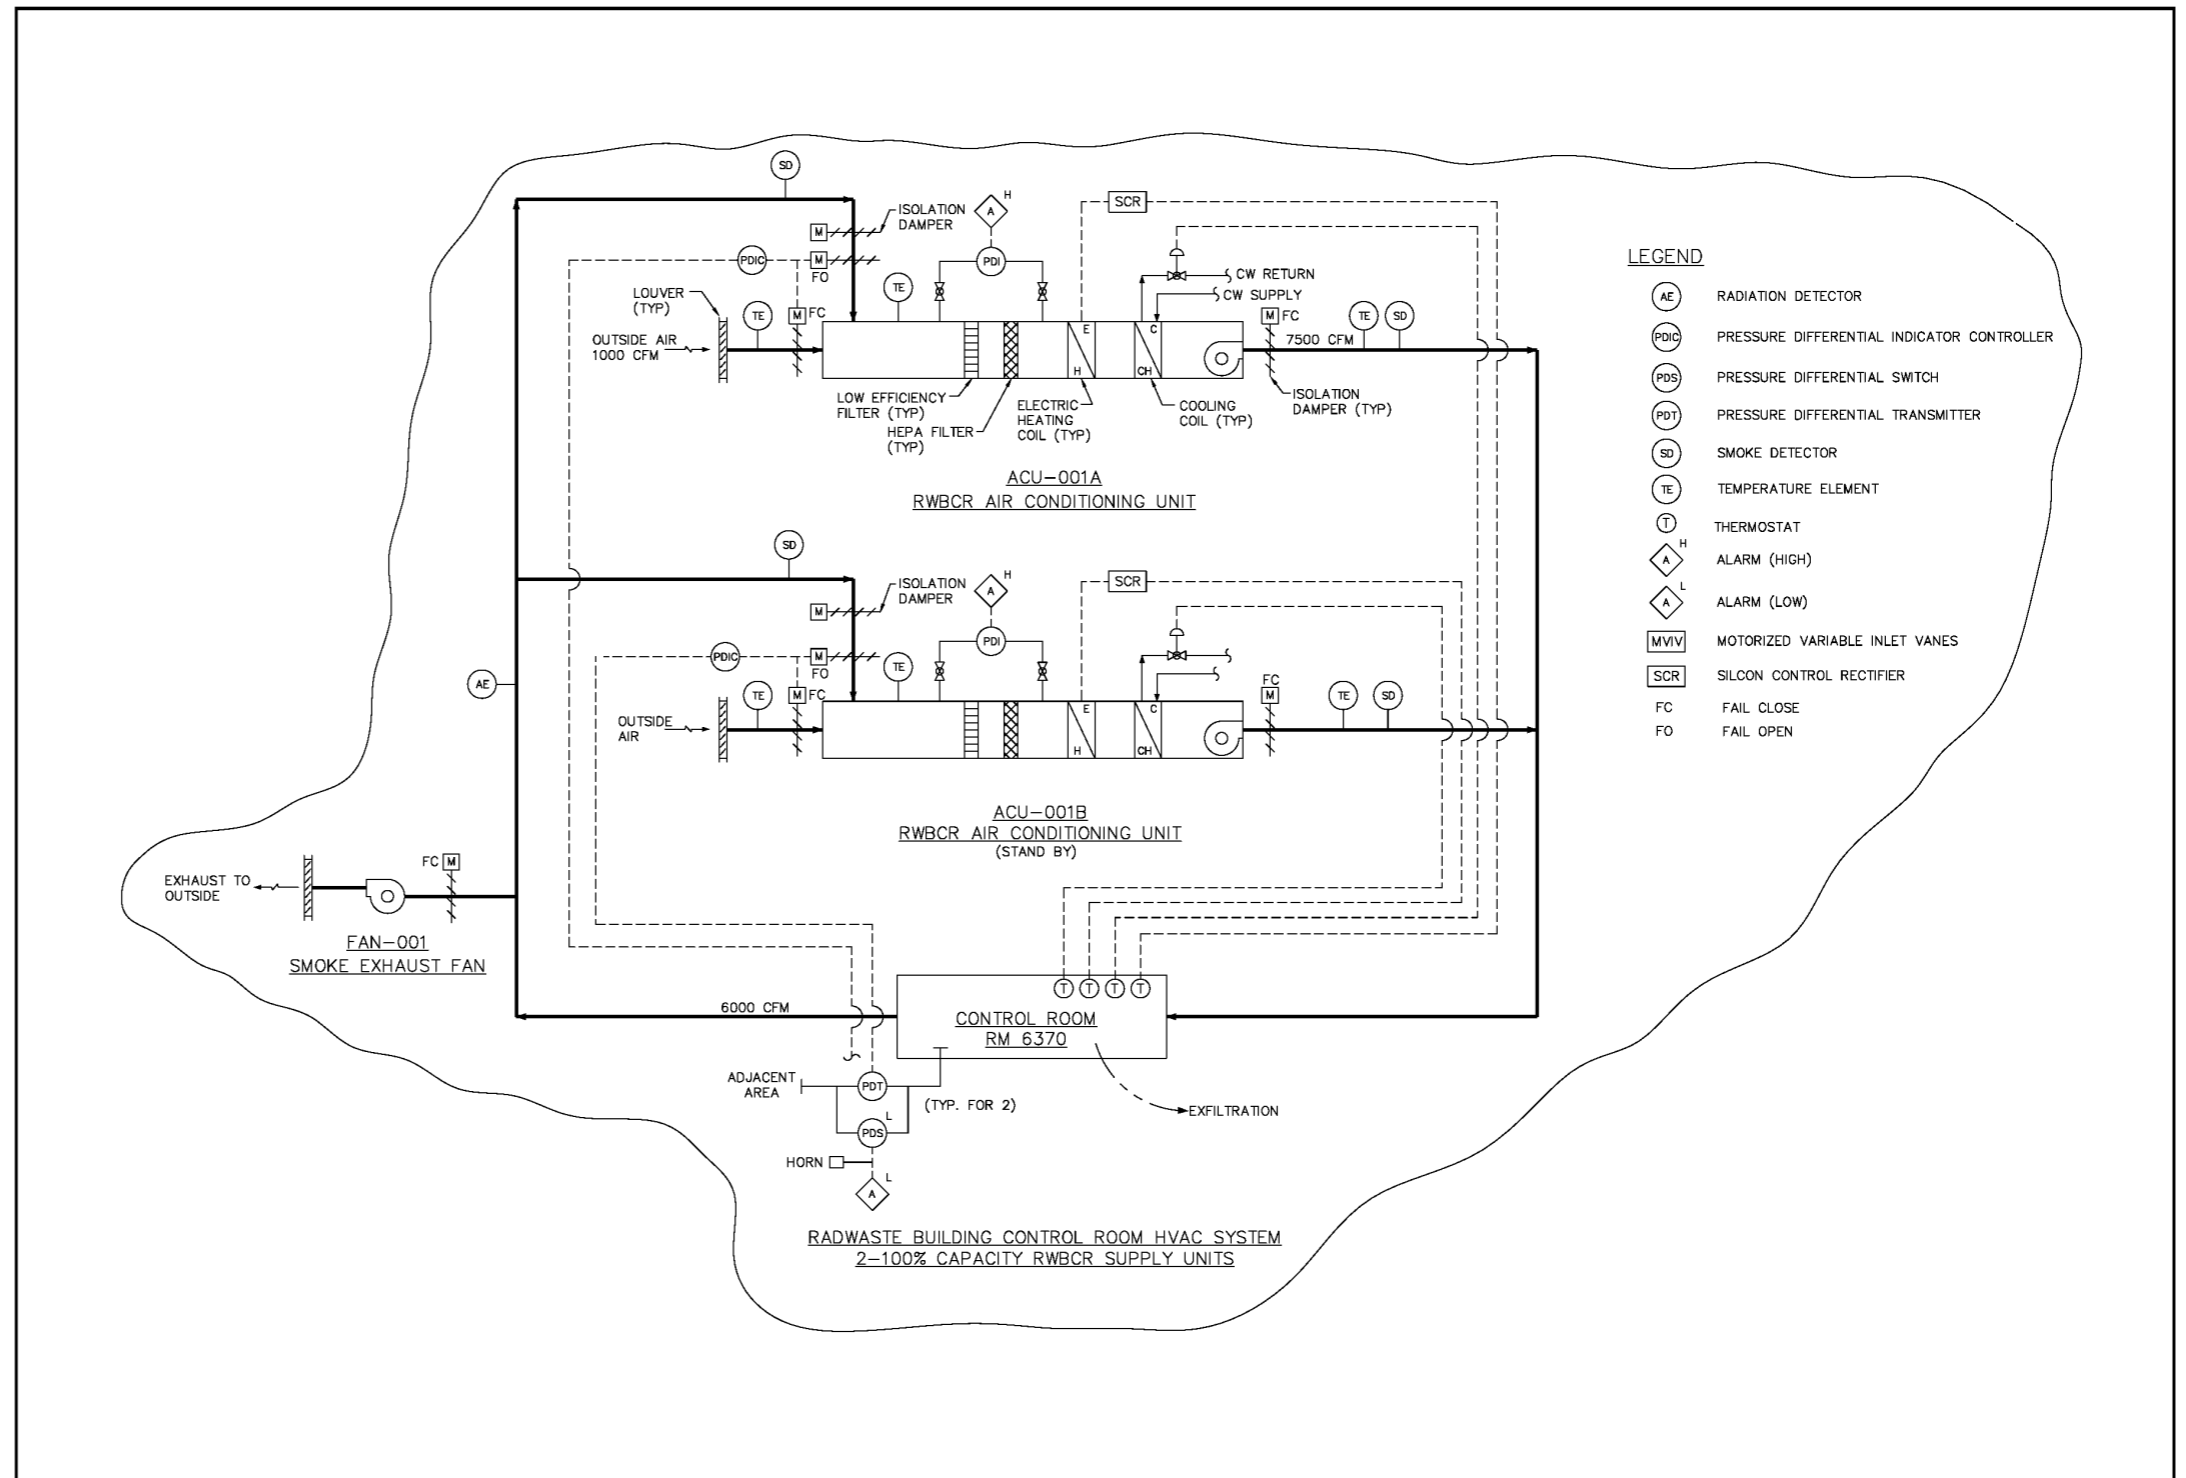 SD
ISOLATION
DAMPER
A
H
SCR
M
PDIC
M
FO
PDI
CW RETURN
CW SUPPLY
LOUVER
(TYP)
TE
M
FC
TE
OUTSIDE AIR
1000 CFM
E
H
C
CH
M
FC
7500 CFM
TE
SD
LOW EFFICIENCY
FILTER (TYP)
HEPA FILTER
(TYP)
ELECTRIC
HEATING
COIL (TYP)
COOLING
COIL (TYP)
ISOLATION
DAMPER (TYP)
ACU-001A
RWBCR AIR CONDITIONING UNIT
SD
ISOLATION
DAMPER
A
H
SCR
M
PDIC
M
FO
PDI
TE
TE
M
FC
OUTSIDE
AIR
E
H
C
CH
FC
M
TE
SD
AE
ACU-001B
RWBCR AIR CONDITIONING UNIT
(STAND BY)
FC
M
EXHAUST TO
OUTSIDE
FAN-001
SMOKE EXHAUST FAN
T
T
T
T
6000 CFM
CONTROL ROOM
RM 6370
ADJACENT
AREA
PDT
(TYP. FOR 2)
PDS
L
HORN
A
L
EXFILTRATION
RADWASTE BUILDING CONTROL ROOM HVAC SYSTEM
2-100% CAPACITY RWBCR SUPPLY UNITS
LEGEND
AE RADIATION DETECTOR
PDIC PRESSURE DIFFERENTIAL INDICATOR CONTROLLER
PDS PRESSURE DIFFERENTIAL SWITCH
PDT PRESSURE DIFFERENTIAL TRANSMITTER
SD SMOKE DETECTOR
TE TEMPERATURE ELEMENT
T THERMOSTAT
A H ALARM (HIGH)
A L ALARM (LOW)
MVIV MOTORIZED VARIABLE INLET VANES
SCR SILCON CONTROL RECTIFIER
FC FAIL CLOSE
FO FAIL OPEN